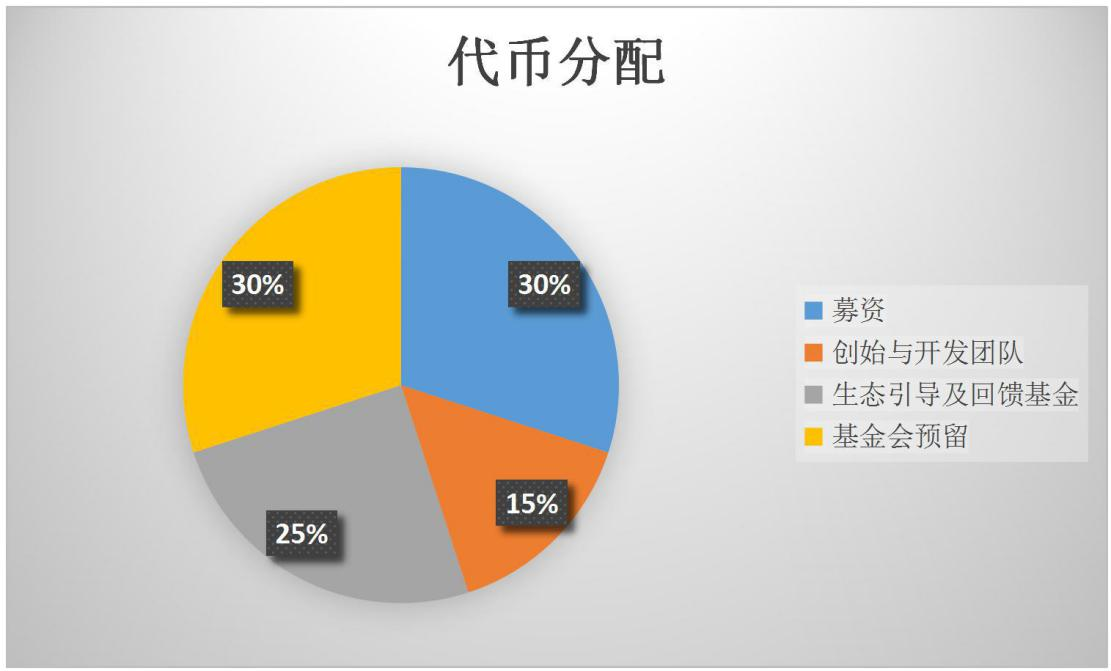 代币分配
30%
30%
15%
25%
募资
创始与开发团队
生态引导及回馈基金
基金会预留